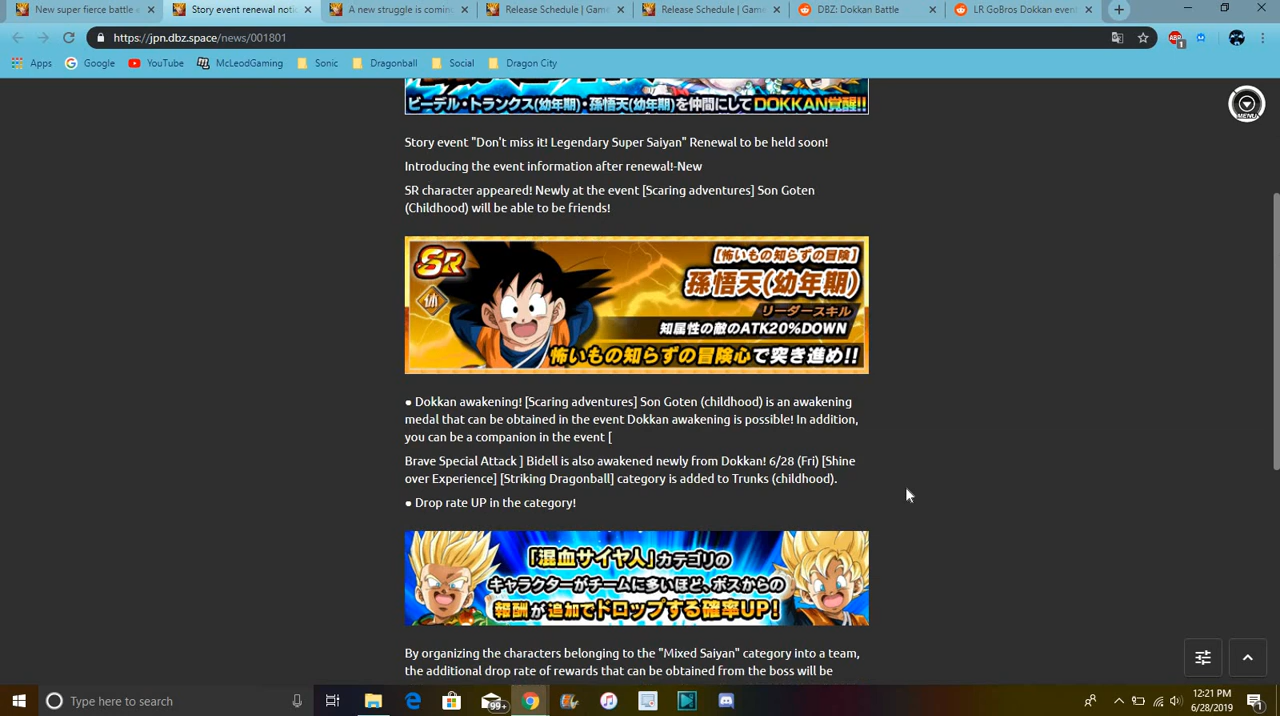 New super fierce battle e
Story event renewal noti
A new struggle is coming
Release Schedule | Game
Release Schedule | Game
DBZ: Dokkan Battle
LR GoBros Dokkan event
https://jpn.dbz.space/news/001801
Apps
Google
YouTube
McLeodGaming
Sonic
Dragonball
Social
Dragon City
1
MENU
ビーデル・トランクス(幼年期)・孫悟天(幼年期)を仲間にしてDOKKAN覚醒!!
Story event "Don't miss it! Legendary Super Saiyan" Renewal to be held soon!
Introducing the event information after renewal!-New
SR character appeared! Newly at the event [Scaring adventures] Son Goten
(Childhood) will be able to be friends!
SR
体
[怖いもの知らずの冒険]
孫悟天(幼年期)
リーダースキル
知属性の敵のATK20%DOWN
怖いもの知らずの冒険心で突き進め!!
● Dokkan awakening! [Scaring adventures] Son Goten (childhood) is an awakening
medal that can be obtained in the event Dokkan awakening is possible! In addition,
you can be a companion in the event [
Brave Special Attack ] Bidell is also awakened newly from Dokkan! 6/28 (Fri) [Shine
over Experience] [Striking Dragonball] category is added to Trunks (childhood).
● Drop rate UP in the category!
「混血サイヤ人」カテゴリの
キャラクターがチームに多いほど、ボスからの
報酬が追加でドロップする確率UP!
By organizing the characters belonging to the "Mixed Saiyan" category into a team,
the additional drop rate of rewards that can be obtained from the boss will be
Type here to search
99+
12:21 PM
6/28/2019
1